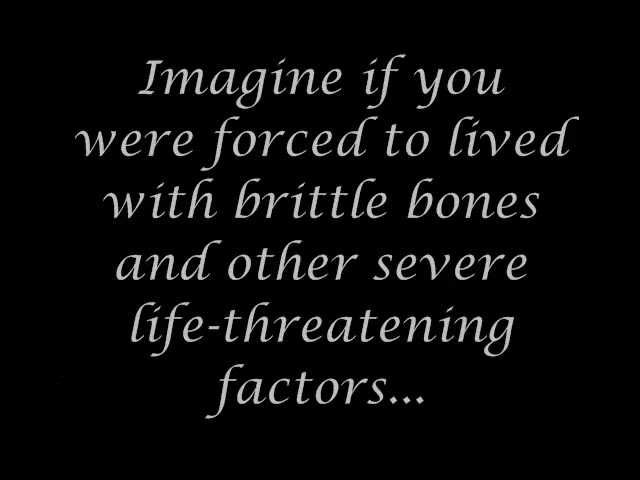 Imagine if you
were forced to lived
with brittle bones
and other severe
life-threatening
factors...